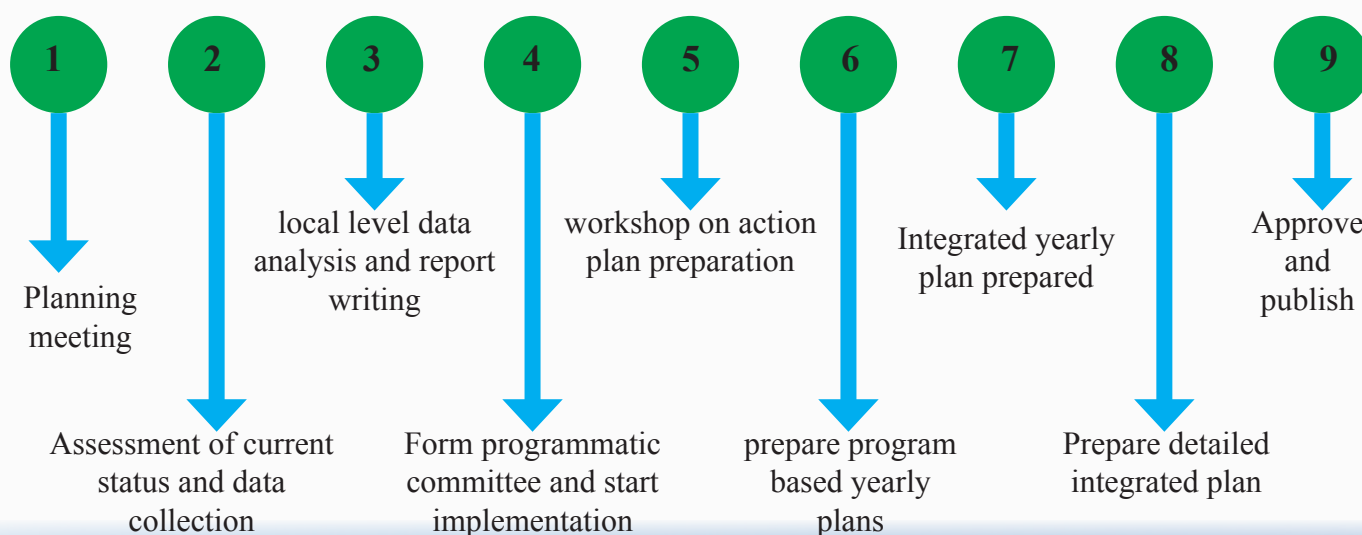 1
Planning
meeting
2
Assessment of current
status and data
collection
3
local level data
analysis and report
writing
4
Form programmatic
committee and start
implementation
5
workshop on action
plan preparation
6
prepare program
based yearly
plans
7
Integrated yearly
plan prepared
8
Prepare detailed
integrated plan
9
Approve
and
publish